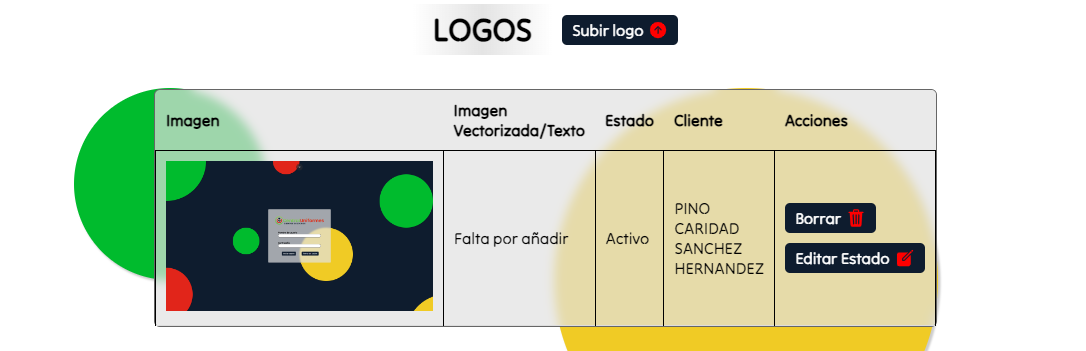 LOGOS
Subir logo
Imagen
Imagen
Vectorizada/Texto
Estado
Cliente
Acciones
Falta por añadir
Activo
PINO
CARIDAD
SANCHEZ
HERNANDEZ
Borrar
Editar Estado